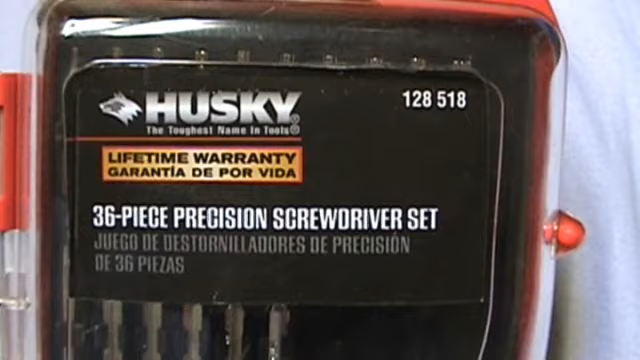 HUSKY®
128 518
The Toughest Name in Tools®
LIFETIME WARRANTY
GARANTÍA DE POR VIDA
36-PIECE PRECISION SCREWDRIVER SET
JUEGO DE DESTORNILLADORES DE PRECISIÓN
DE 36 PIEZAS